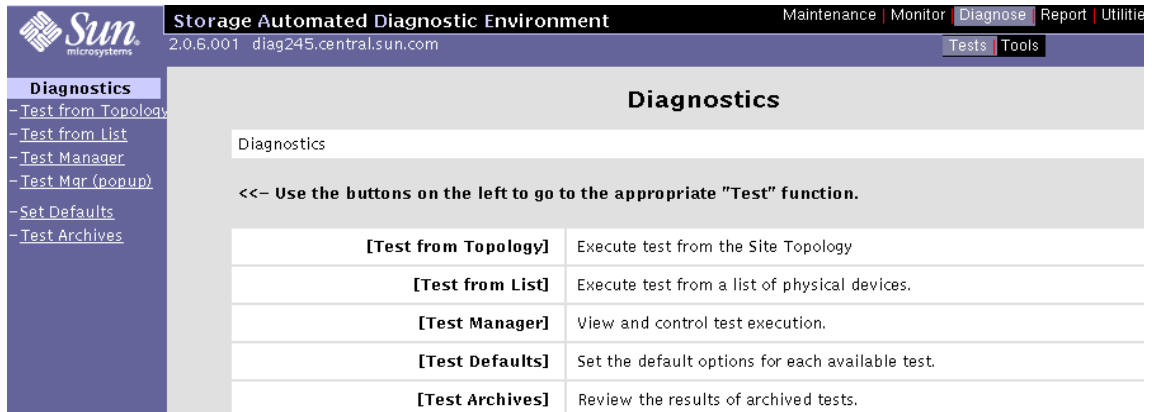 Sun
microsystems
Storage Automated Diagnostic Environment
Maintenance | Monitor | Diagnose | Report | Utilitie
2.0.6.001 diag245.central.sun.com
Tests | Tools
Diagnostics
– Test from Topology
– Test from List
– Test Manager
– Test Mgr (popup)
– Set Defaults
– Test Archives
Diagnostics
Diagnostics
<<– Use the buttons on the left to go to the appropriate "Test" function.
[Test from Topology] Execute test from the Site Topology
[Test from List] Execute test from a list of physical devices.
[Test Manager] View and control test execution.
[Test Defaults] Set the default options for each available test.
[Test Archives] Review the results of archived tests.